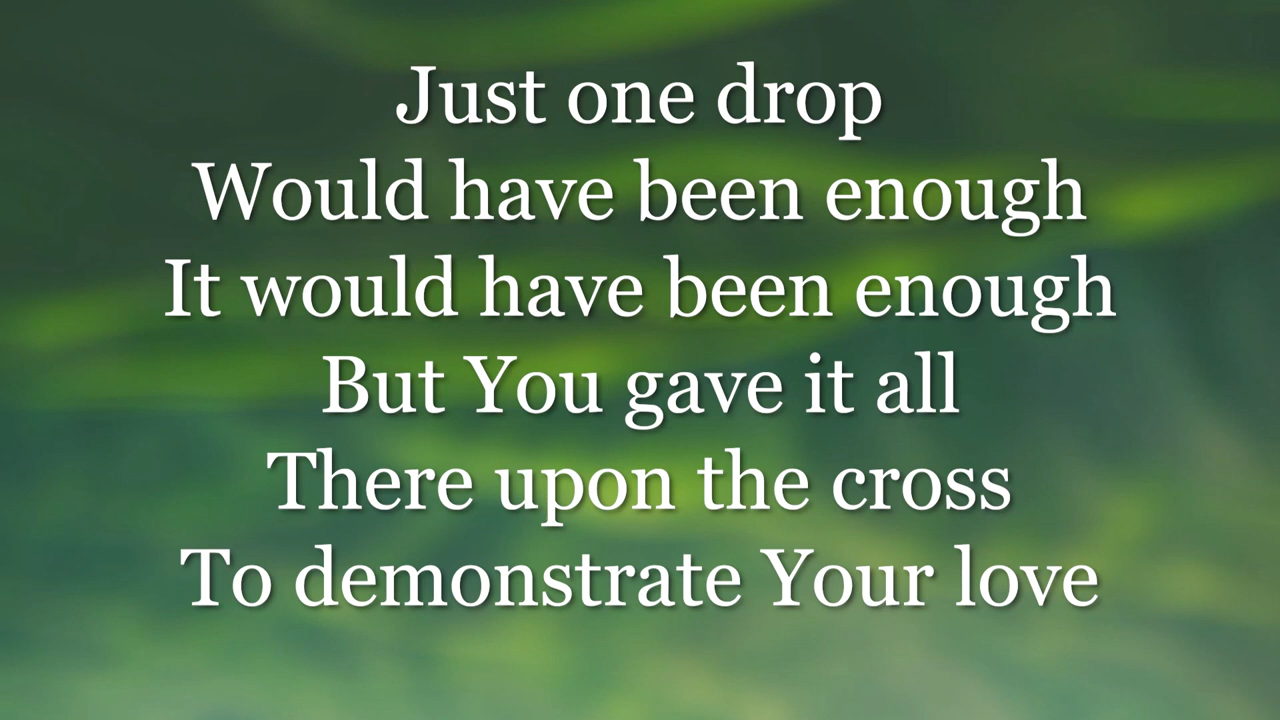 Just one drop
Would have been enough
It would have been enough
But You gave it all
There upon the cross
To demonstrate Your love